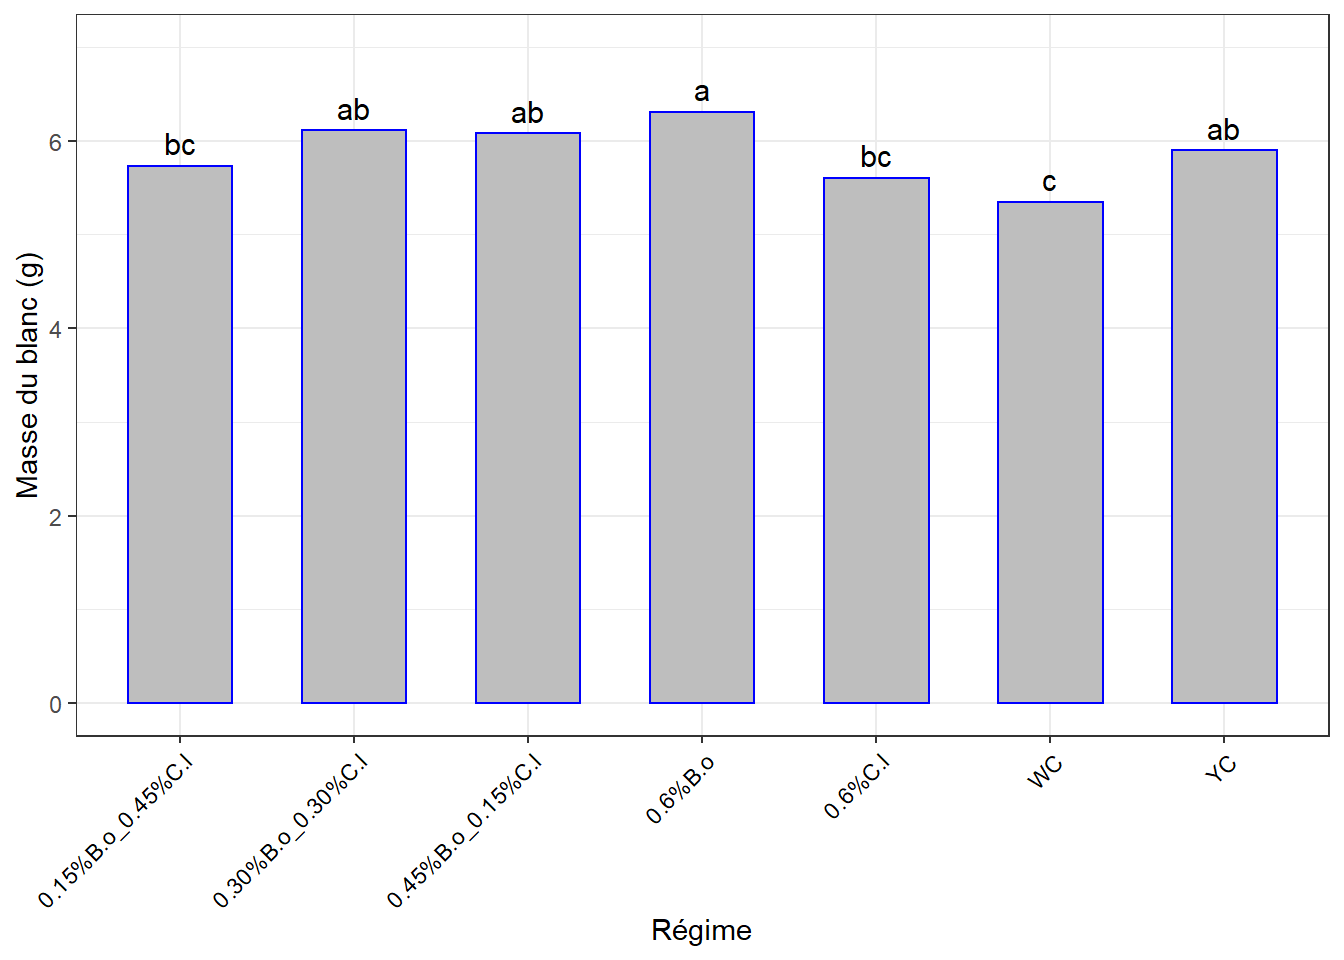 a
ab
ab
ab
bc
bc
c
6
4
2
0
Masse du blanc (g)
0.15%B.o_0.45%C.l
0.30%B.o_0.30%C.l
0.45%B.o_0.15%C.l
0.6%B.o
0.6%C.l
WC
YC
Régime